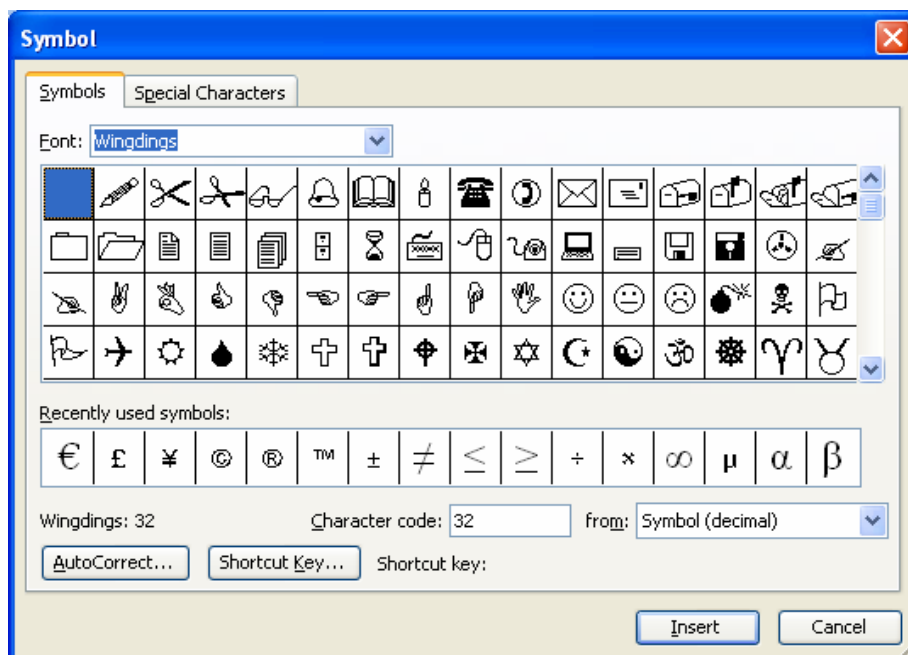 Symbol
Symbols Special Characters
Font: Wingdings
Recently used symbols:
€ £ ¥ © ® ™ ± ≠ ≤ ≥ ÷ × ∞ µ α β
Wingdings: 32 Character code: 32 from: Symbol (decimal)
AutoCorrect... Shortcut Key... Shortcut key:
Insert Cancel